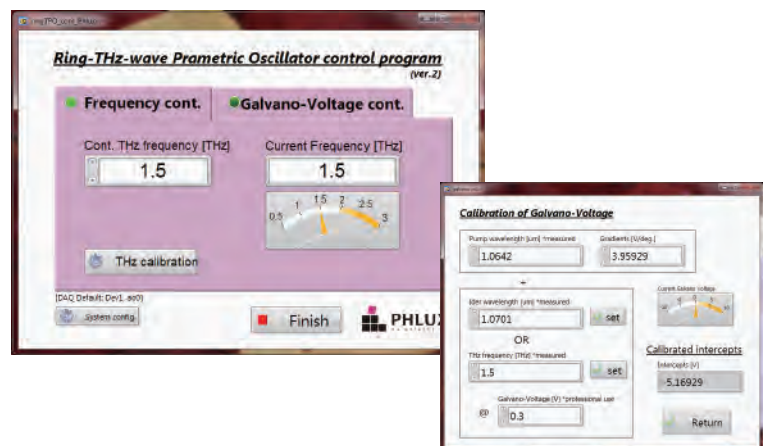 Ring-THz-wave Prametric Oscillator control program
(ver.2)
Frequency cont.
Galvano-Voltage cont.
Cont. THz frequency [THz]
Current Frequency [THz]
1.5
1.5
0.5 1 1.5 2 2.5 3
THz calibration
(DAQ Default: Dev1, ao0)
System config.
Finish
PHLUX
Calibration of Galvano-Voltage
Pump wavelength [um] *measured
Gradients [V/deg.]
1.0642
3.95929
+
Idler wavelength [um] *measured
1.0701
set
OR
THz frequency [THz] *measured
1.5
set
Galvano-Voltage (V) *professional use
@
0.3
Current Galvano Voltage
Calibrated intercepts
Intercepts [V]
-5.16929
Return